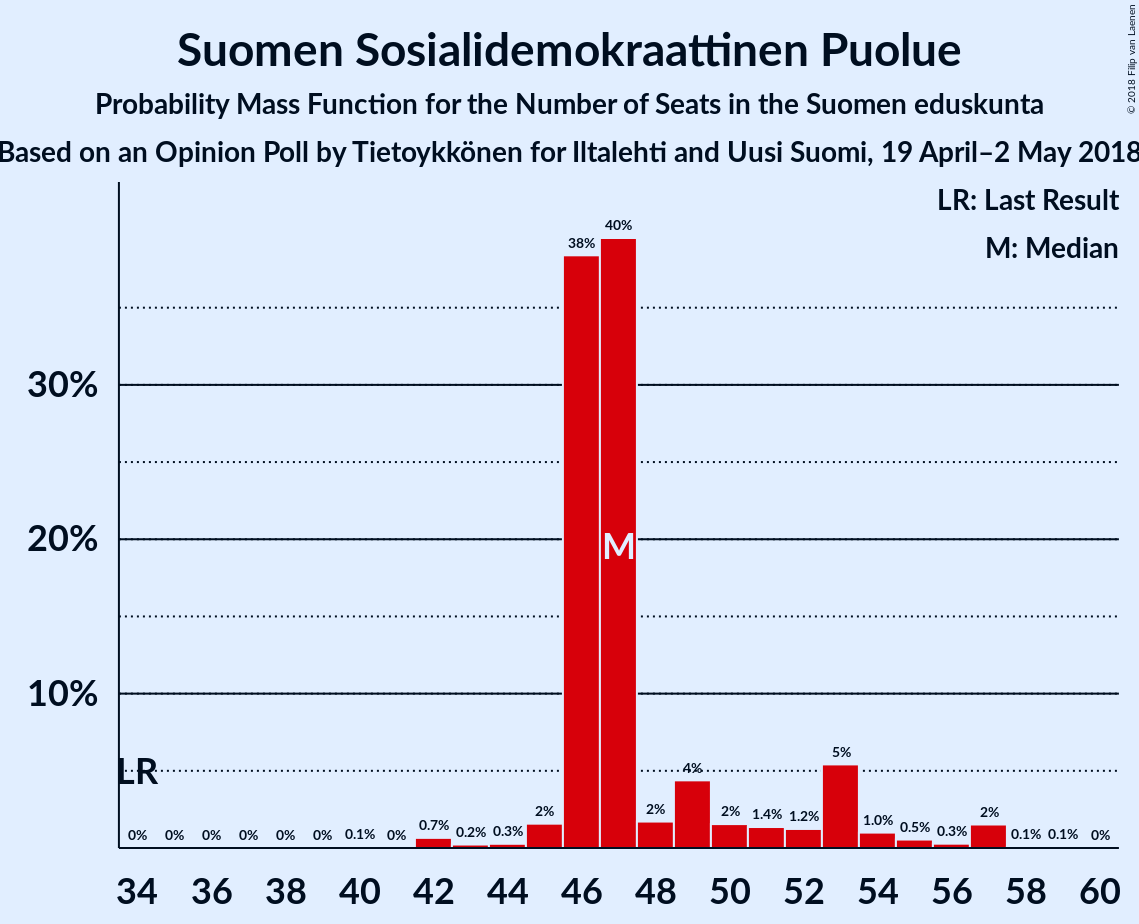 Suomen Sosialidemokraattinen Puolue
Probability Mass Function for the Number of Seats in the Suomen eduskunta
Based on an Opinion Poll by Tietoykkönen for Iltalehti and Uusi Suomi, 19 April–2 May 2018
© 2018 Filip van Laenen
LR: Last Result
M: Median
40%
38%
30%
20%
M
10%
LR
0% 0% 0% 0% 0% 0% 0.1% 0% 0.7% 0.2% 0.3% 2% 2% 4% 2% 1.4% 1.2% 5% 1.0% 0.5% 0.3% 2% 0.1% 0.1% 0%
34 36 38 40 42 44 46 48 50 52 54 56 58 60